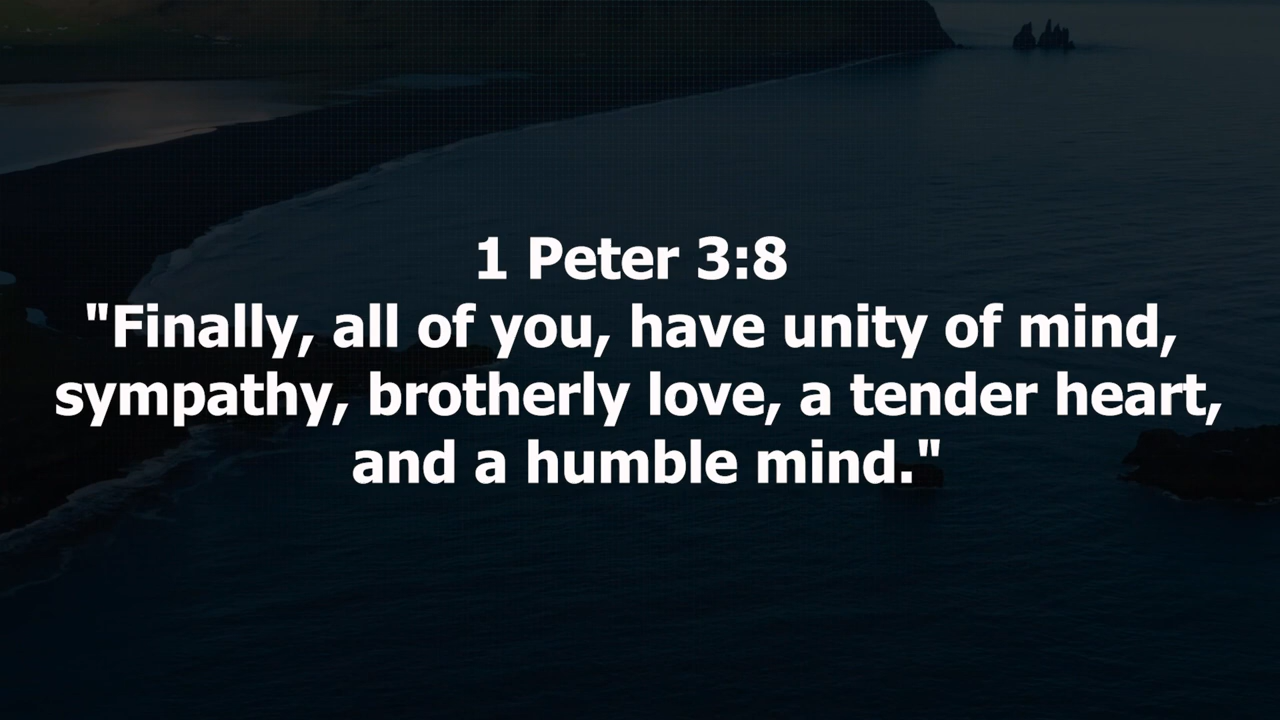 1 Peter 3:8
"Finally, all of you, have unity of mind,
sympathy, brotherly love, a tender heart,
and a humble mind."